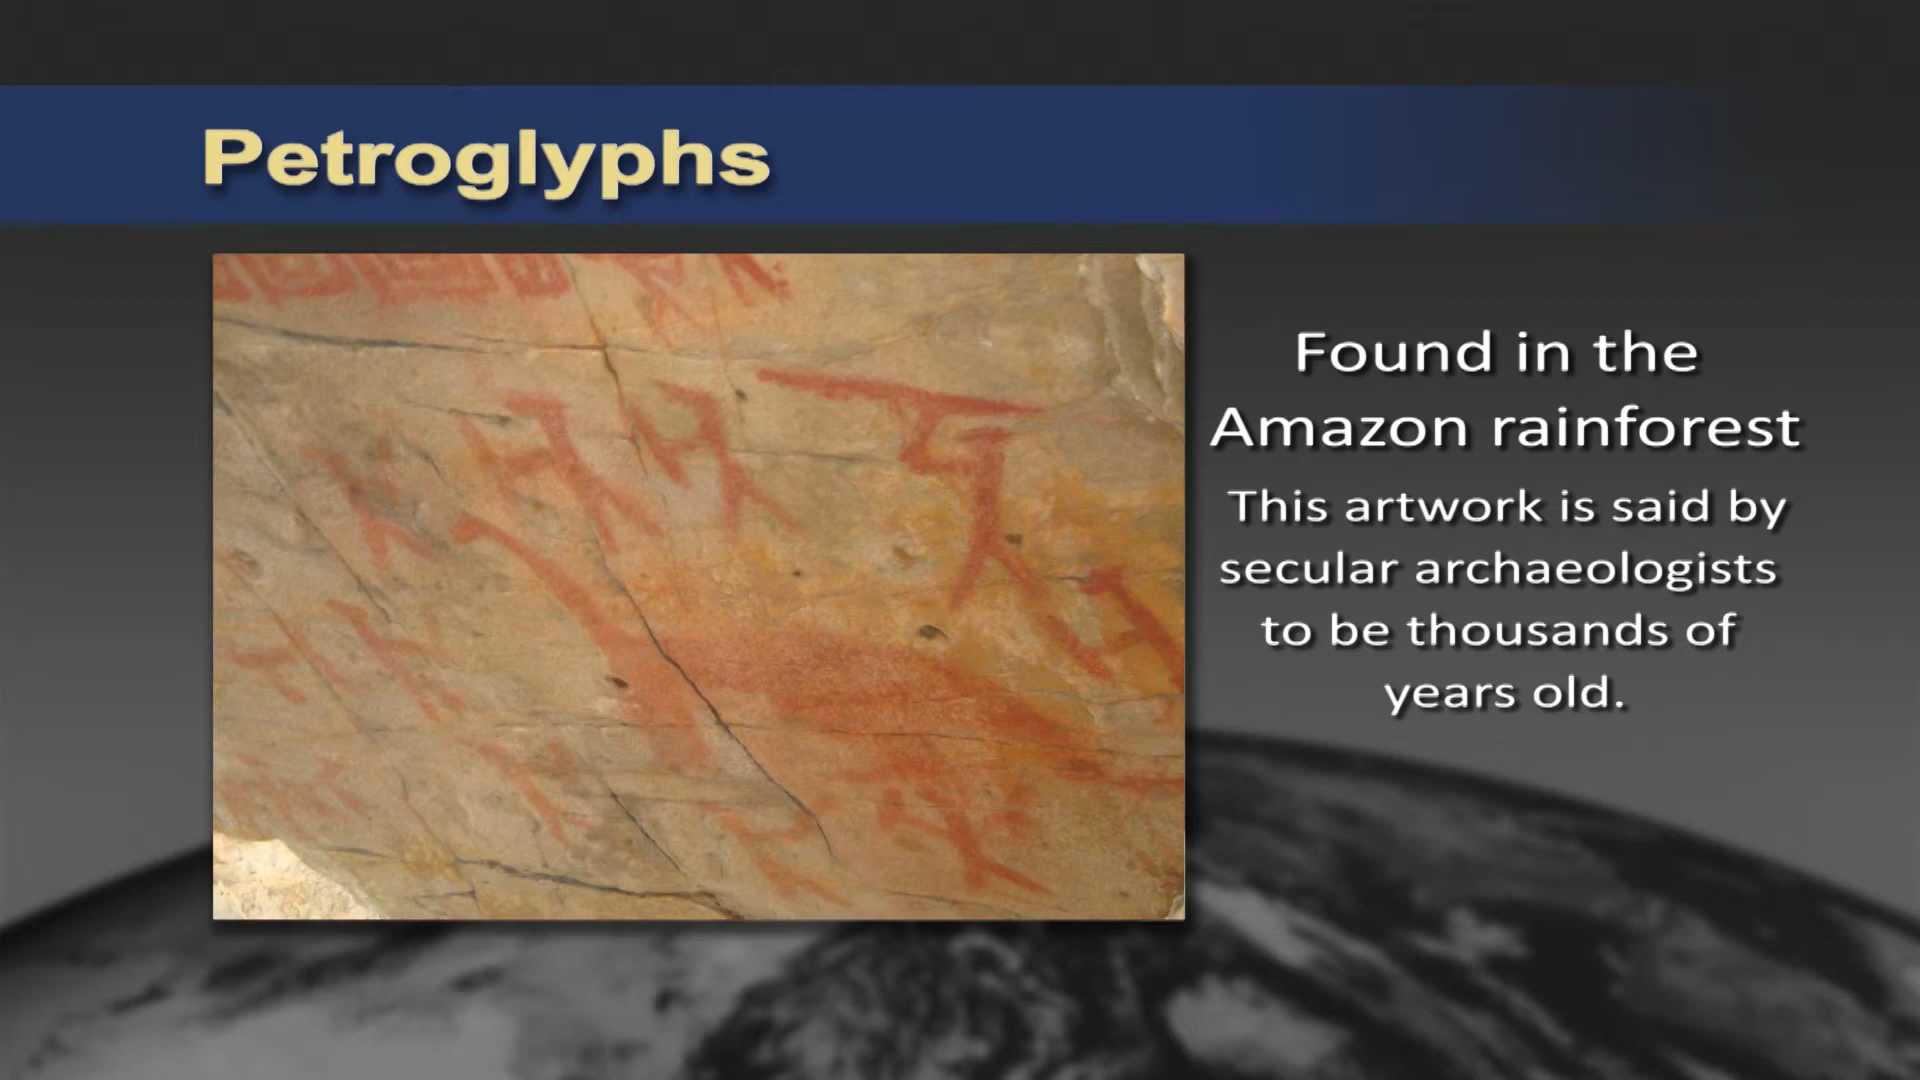 Petroglyphs
Found in the
Amazon rainforest
This artwork is said by
secular archaeologists
to be thousands of
years old.